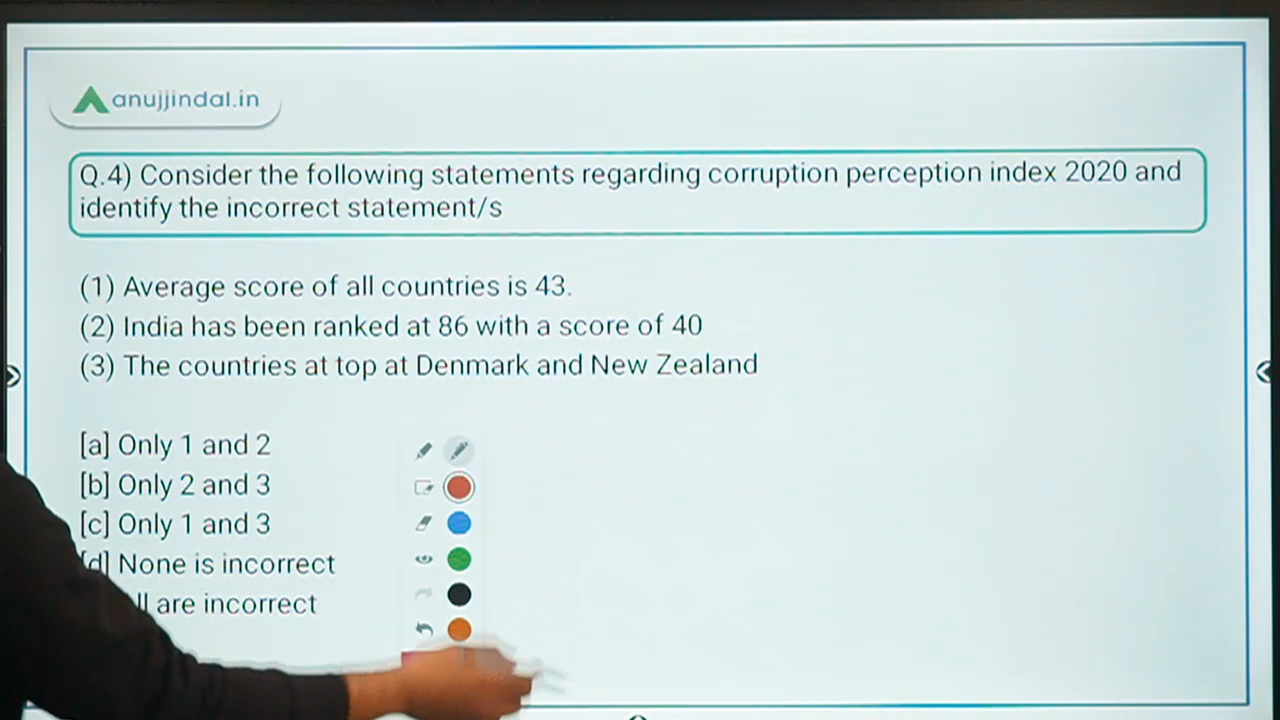 anujjindal.in
Q.4) Consider the following statements regarding corruption perception index 2020 and
identify the incorrect statement/s
(1) Average score of all countries is 43.
(2) India has been ranked at 86 with a score of 40
(3) The countries at top at Denmark and New Zealand
[a] Only 1 and 2
[b] Only 2 and 3
[c] Only 1 and 3
[d] None is incorrect
are incorrect